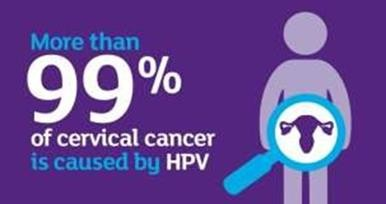 More than
99%
of cervical cancer
is caused by HPV